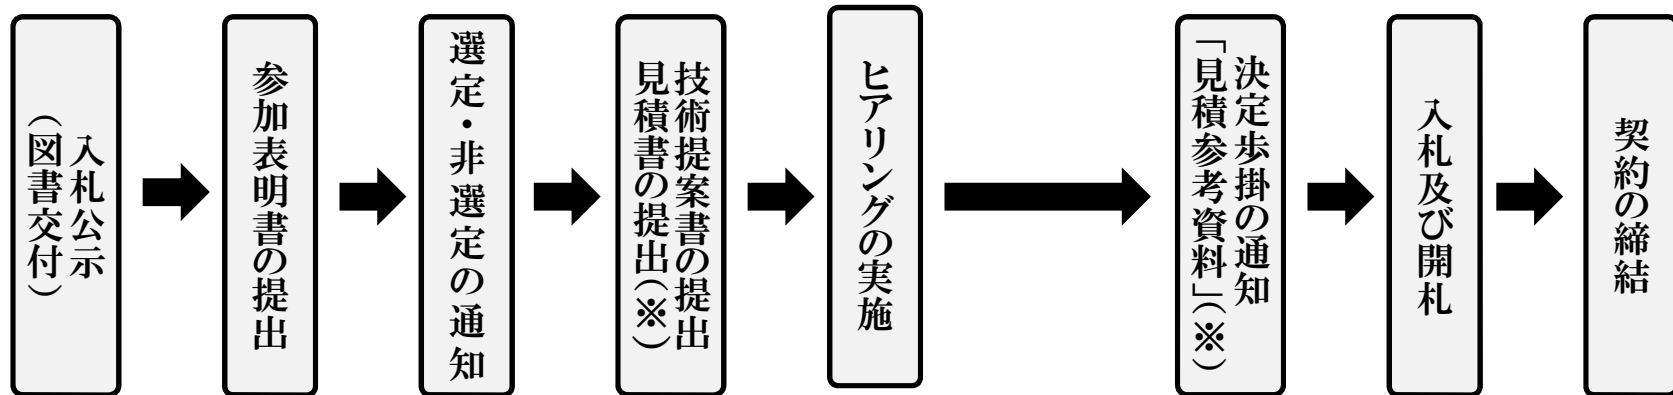 入札公示
（図書交付）
参加表明書の提出
選定・非選定の通知
技術提案書の提出
見積書の提出（※）
ヒアリングの実施
決定歩掛の通知
「見積参考資料」（※）
入札及び開札
契約の締結